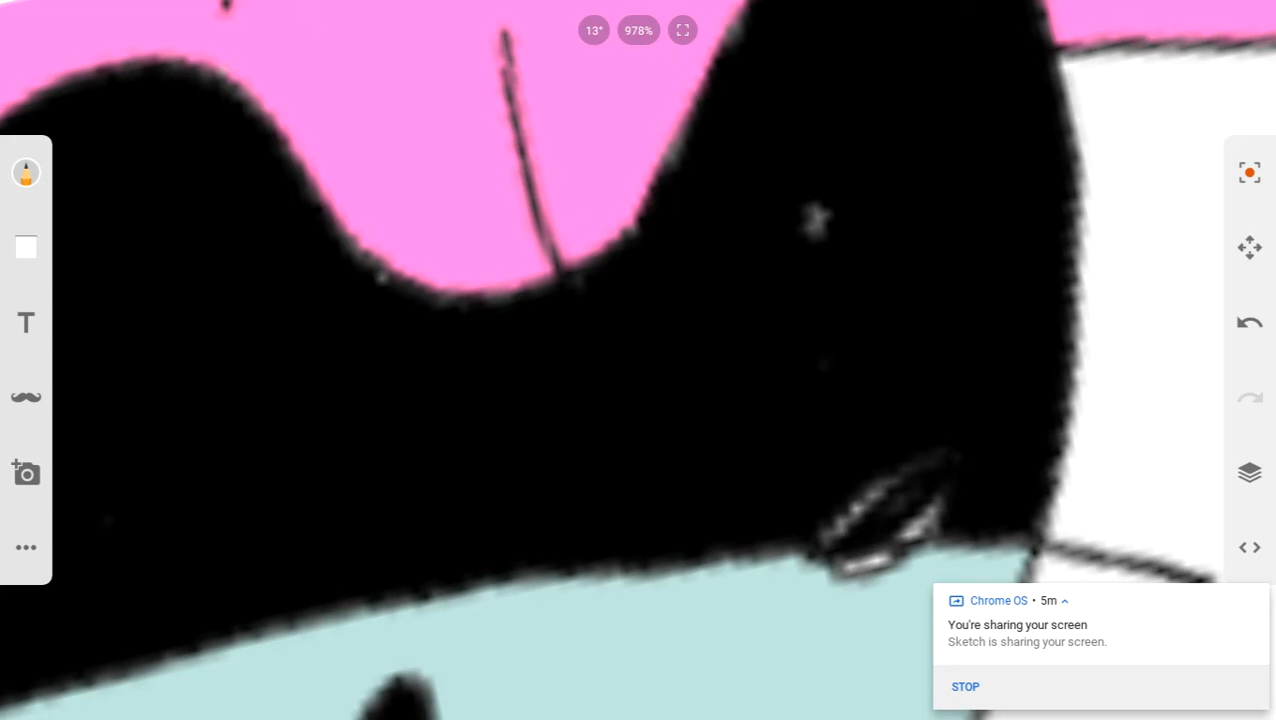 13° 978%
T
Chrome OS • 5m
You're sharing your screen
Sketch is sharing your screen.
STOP